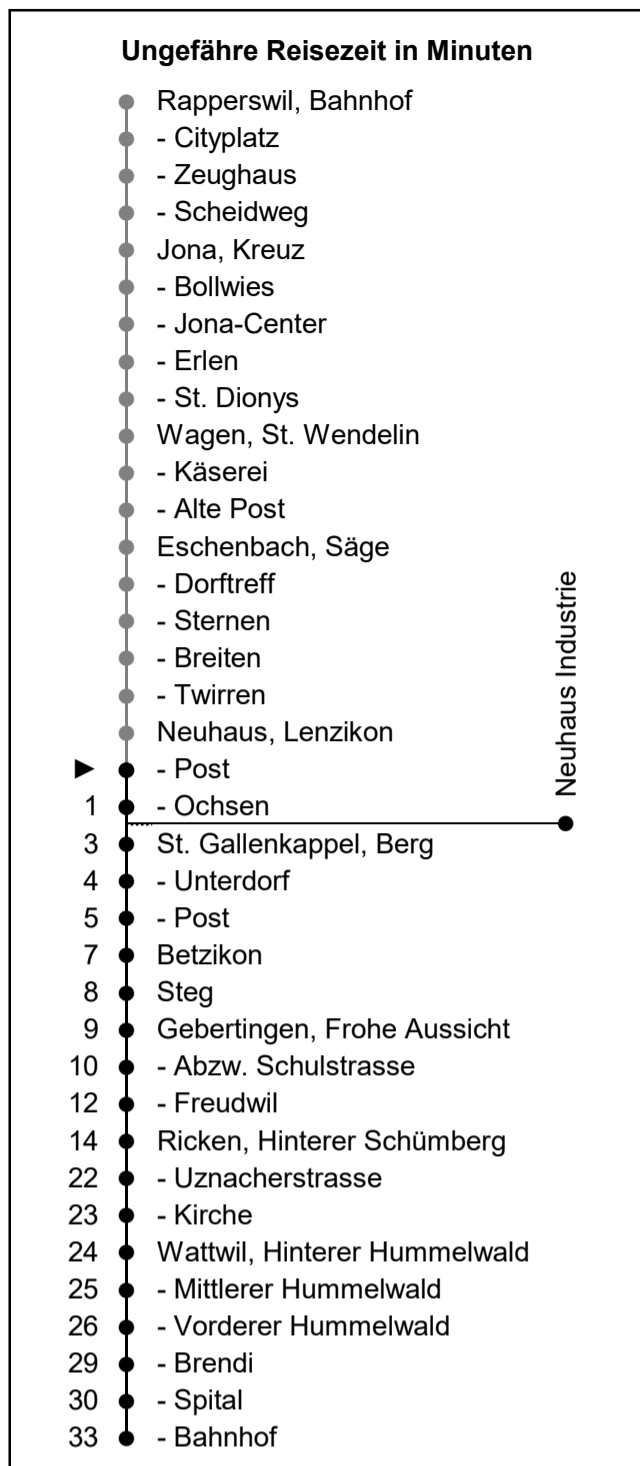 Ungefähre Reisezeit in Minuten
Rapperswil, Bahnhof
- Cityplatz
- Zeughaus
- Scheidweg
Jona, Kreuz
- Bollwies
- Jona-Center
- Erlen
- St. Dionys
Wagen, St. Wendelin
- Käserei
- Alte Post
Eschenbach, Säge
- Dorftreff
- Sternen
- Breiten
- Twirren
Neuhaus, Lenzikon
► - Post
1 - Ochsen
Neuhaus Industrie
3 St. Gallenkappel, Berg
4 - Unterdorf
5 - Post
7 Betzikon
8 Steg
9 Gebertingen, Frohe Aussicht
10 - Abzw. Schulstrasse
12 - Freudwil
14 Ricken, Hinterer Schümberg
22 - Uznacherstrasse
23 - Kirche
24 Wattwil, Hinterer Hummelwald
25 - Mittlerer Hummelwald
26 - Vorderer Hummelwald
29 - Brendi
30 - Spital
33 - Bahnhof